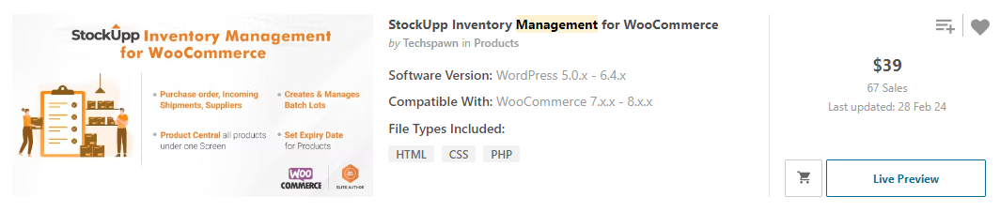 StockUpp Inventory Management
for WooCommerce
• Purchase order, Incoming
Shipments, Suppliers
• Creates & Manages
Batch Lots
• Product Central all products
under one Screen
• Set Expiry Date
for Products
WOO
COMMERCE
ELITE AUTHOR
StockUpp Inventory Management for WooCommerce
by Techspawn in Products
Software Version: WordPress 5.0.x - 6.4.x
Compatible With: WooCommerce 7.x.x - 8.x.x
File Types Included:
HTML CSS PHP
$39
67 Sales
Last updated: 28 Feb 24
Live Preview